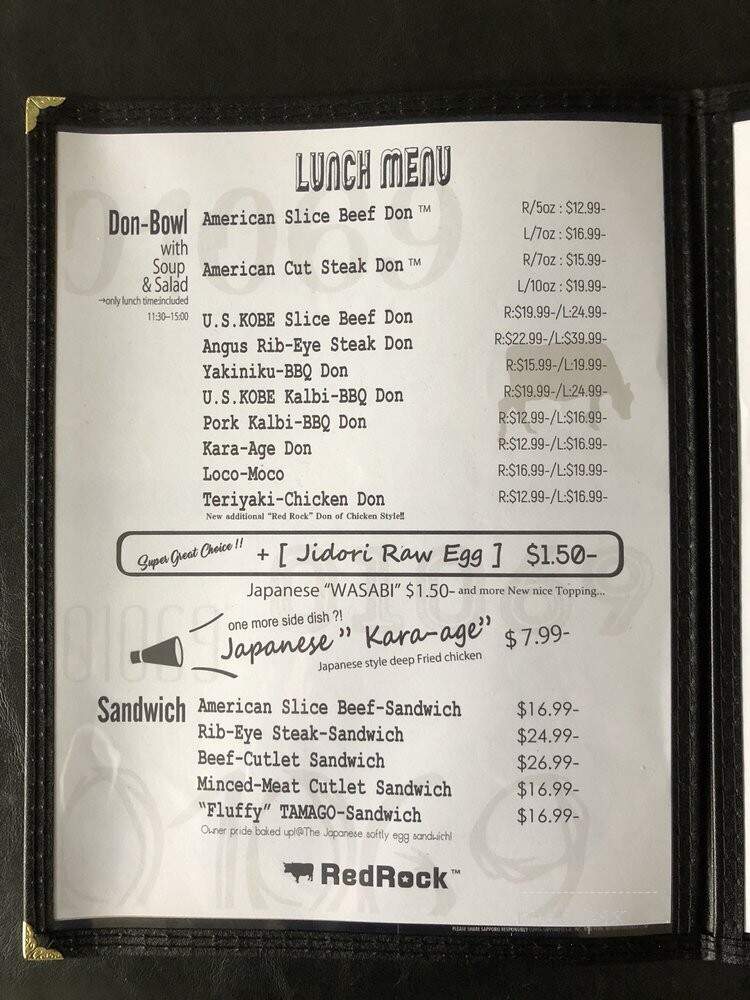 LUNCH MENU
Don-Bowl
with
Soup
& Salad
→only lunch time:included
11:30–15:00
American Slice Beef Don™ R/5oz : $12.99-
L/7oz : $16.99-
American Cut Steak Don™ R/7oz : $15.99-
L/10oz : $19.99-
U.S.KOBE Slice Beef Don R:$19.99-/L:24.99-
Angus Rib-Eye Steak Don R:$22.99-/L:$39.99-
Yakiniku-BBQ Don R:$15.99-/L:19.99-
U.S.KOBE Kalbi-BBQ Don R:$19.99-/L:24.99-
Pork Kalbi-BBQ Don R:$12.99-/L:$16.99-
Kara-Age Don R:$12.99-/L:$16.99-
Loco-Moco R:$16.99-/L:$19.99-
Teriyaki-Chicken Don R:$12.99-/L:$16.99-
New additional "Red Rock" Don of Chicken Style!!
Super Great Choice !! + [ Jidori Raw Egg ] $1.50-
Japanese "WASABI" $1.50- and more New nice Topping...
one more side dish ?!
Japanese" Kara-age" $7.99-
Japanese style deep Fried chicken
Sandwich
American Slice Beef-Sandwich $16.99-
Rib-Eye Steak-Sandwich $24.99-
Beef-Cutlet Sandwich $26.99-
Minced-Meat Cutlet Sandwich $16.99-
"Fluffy" TAMAGO-Sandwich $16.99-
Owner pride baked up!@The Japanese softly egg sandwich!
RedRock™
PLEASE SHARE SAPPORO RESPONSIBLY